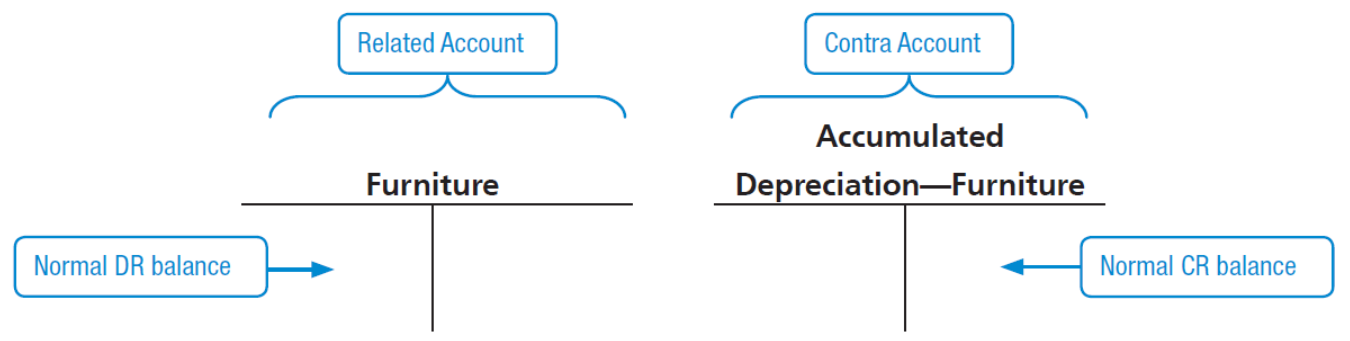 Related Account
Contra Account
Accumulated
Furniture
Depreciation—Furniture
Normal DR balance
Normal CR balance